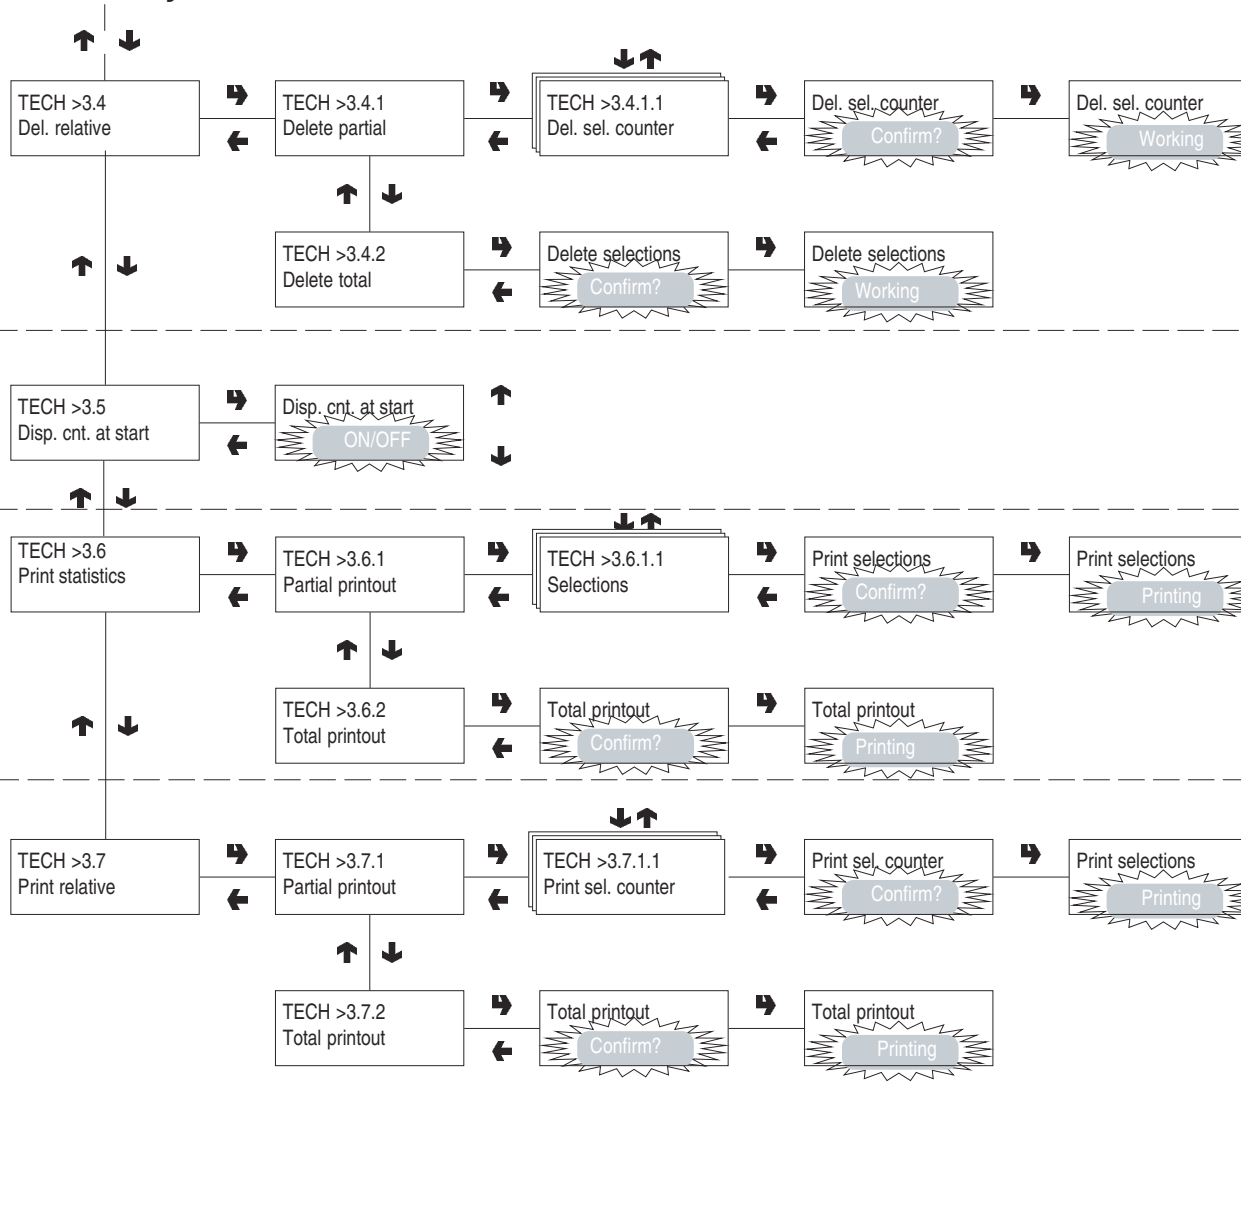 TECH >3.4
Del. relative
TECH >3.4.1
Delete partial
TECH >3.4.1.1
Del. sel. counter
Del. sel. counter
Confirm?
Del. sel. counter
Working
TECH >3.4.2
Delete total
Delete selections
Confirm?
Delete selections
Working
TECH >3.5
Disp. cnt. at start
Disp. cnt. at start
ON/OFF
TECH >3.6
Print statistics
TECH >3.6.1
Partial printout
TECH >3.6.1.1
Selections
Print selections
Confirm?
Print selections
Printing
TECH >3.6.2
Total printout
Total printout
Confirm?
Total printout
Printing
TECH >3.7
Print relative
TECH >3.7.1
Partial printout
TECH >3.7.1.1
Print sel. counter
Print sel. counter
Confirm?
Print selections
Printing
TECH >3.7.2
Total printout
Total printout
Confirm?
Total printout
Printing